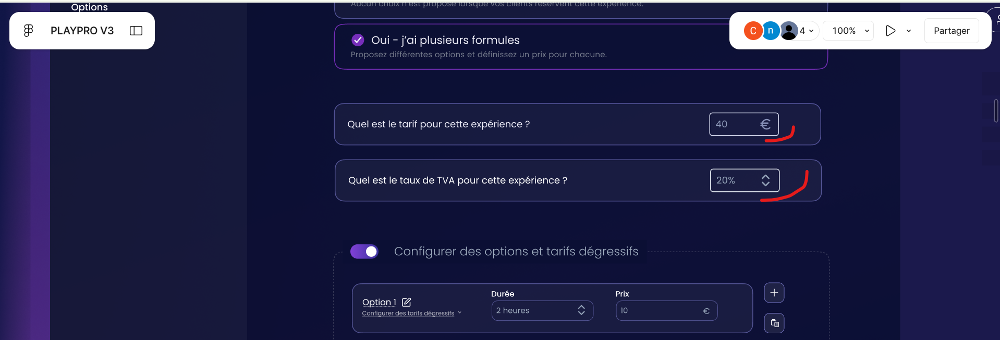 Options
PLAYPRO V3
Aucun choix n'est proposé lorsque vos clients réservent cette expérience.
C n 4 100% Partager
Oui - j'ai plusieurs formules
Proposez différentes options et définissez un prix pour chacune.
Quel est le tarif pour cette expérience ?
40 €
Quel est le taux de TVA pour cette expérience ?
20%
Configurer des options et tarifs dégressifs
Option 1
Configurer des tarifs dégressifs
Durée
2 heures
Prix
10 €